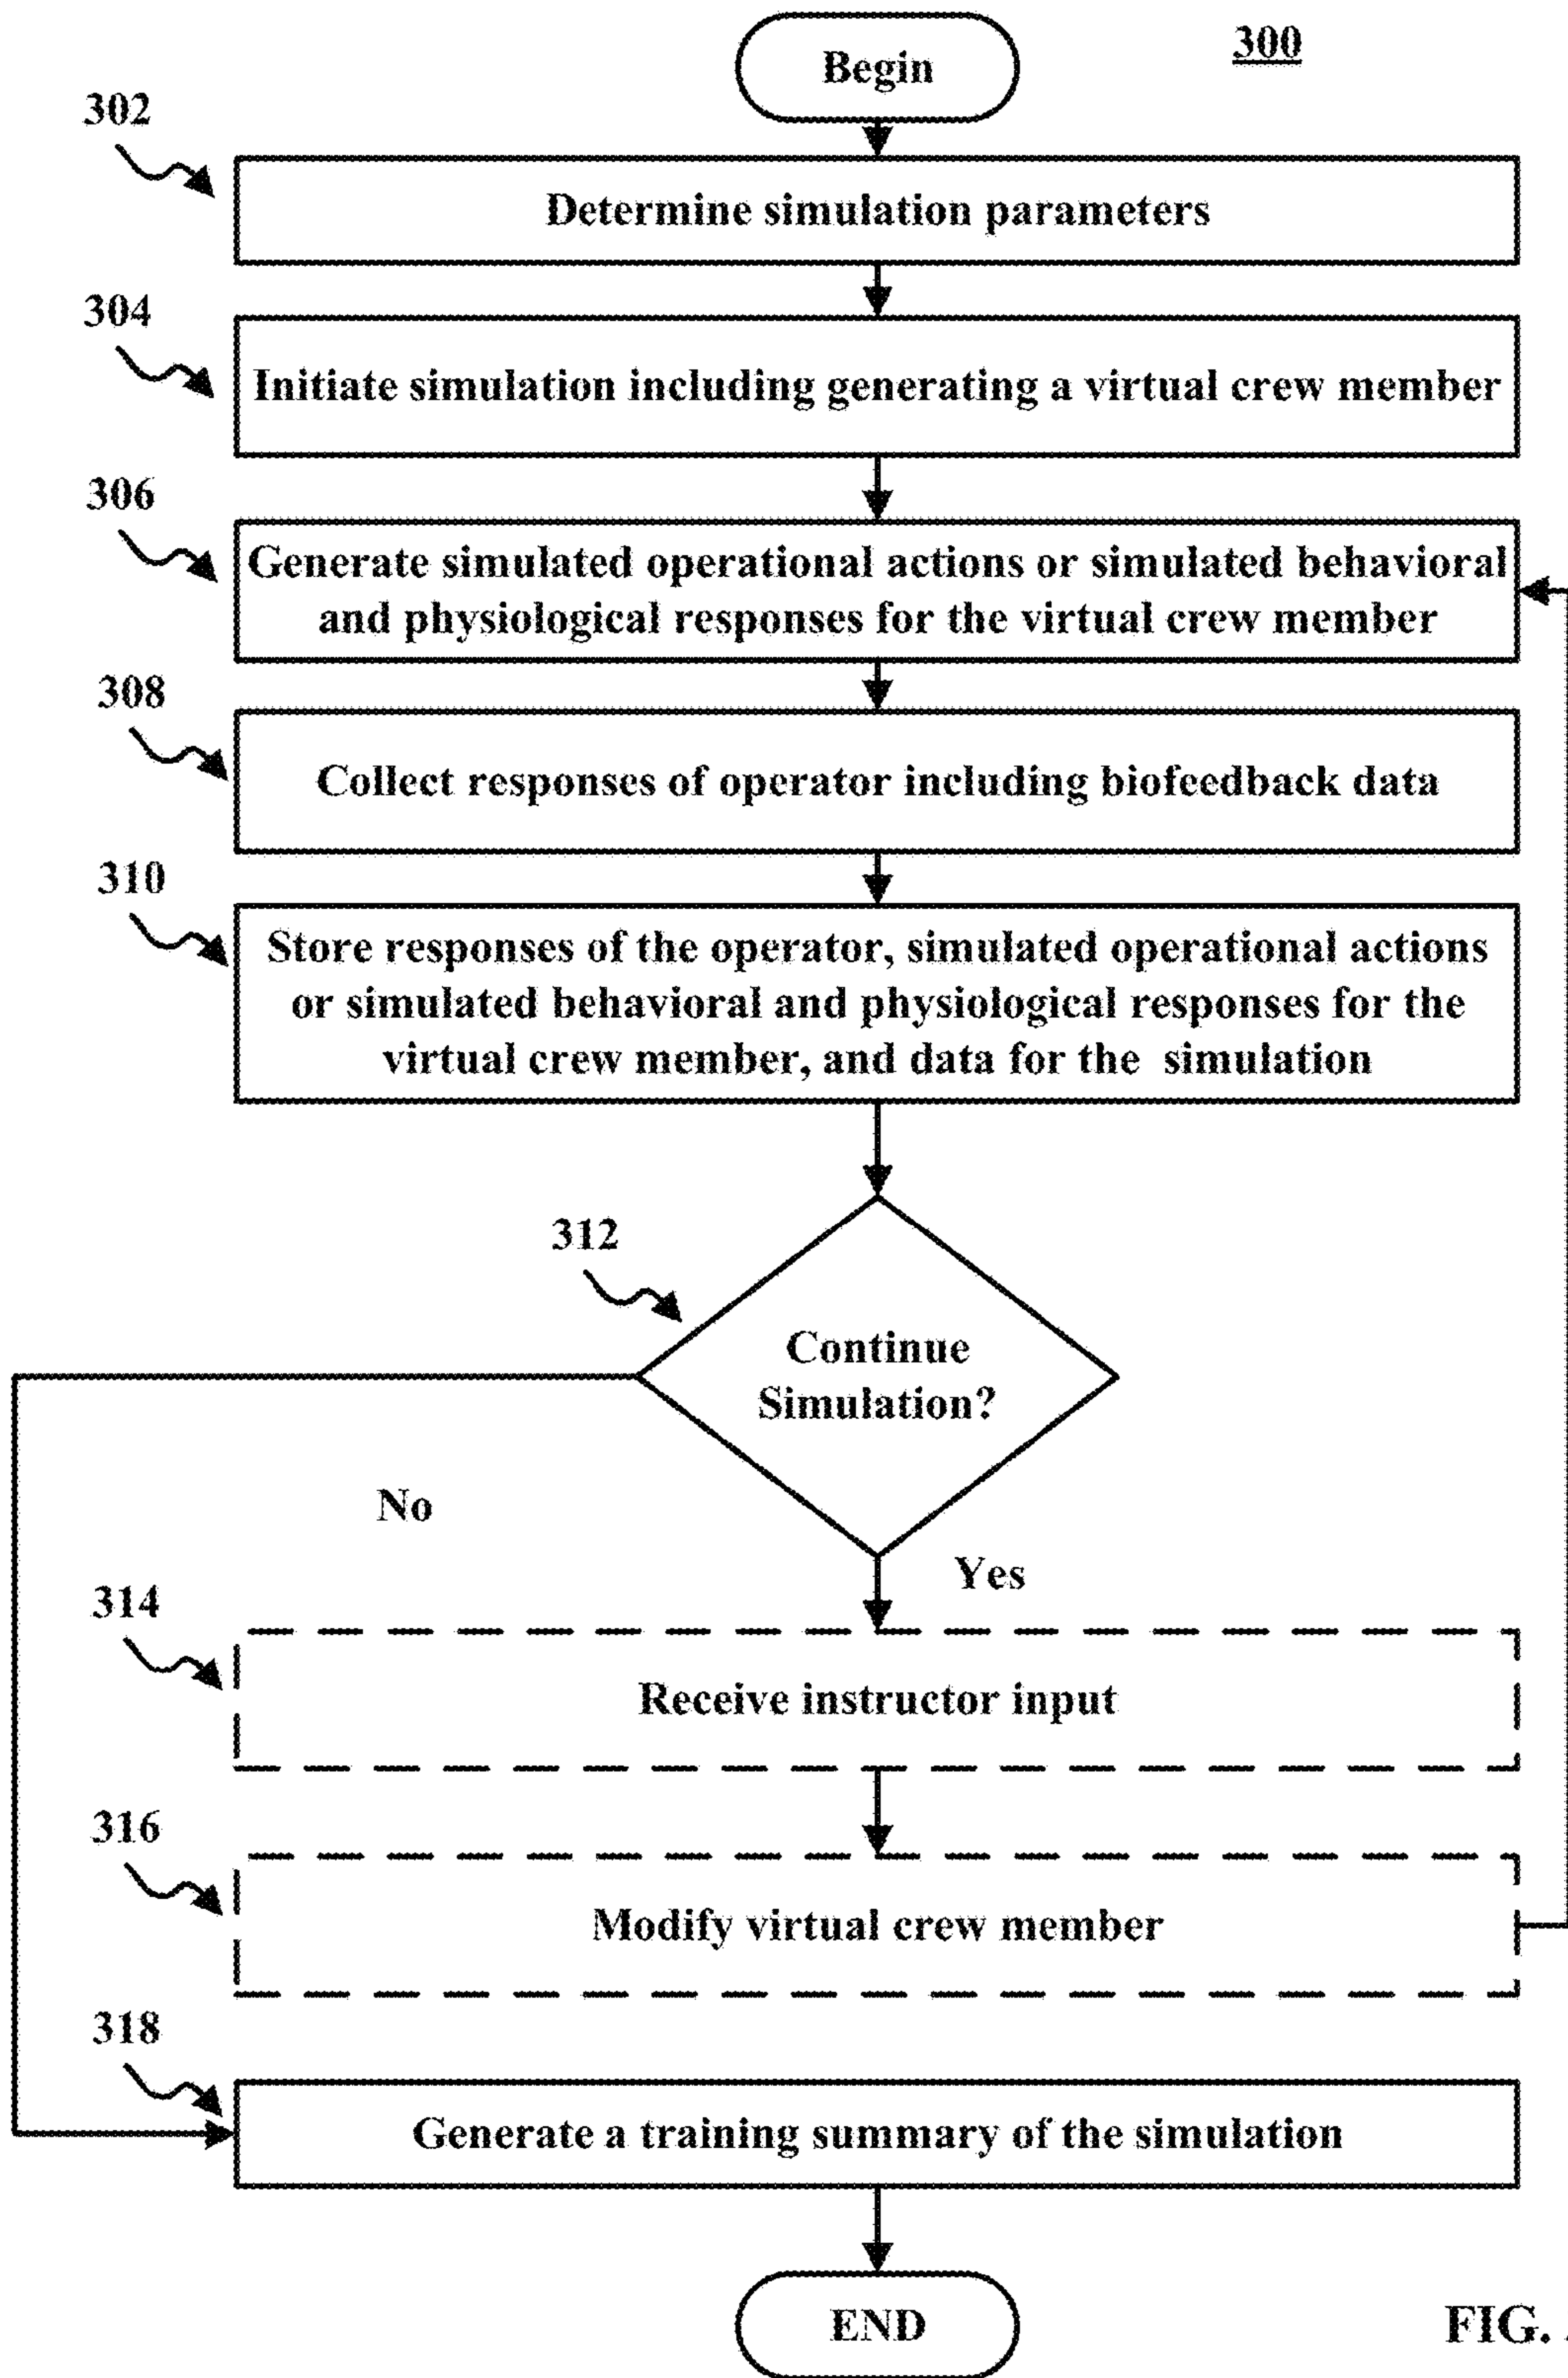 Begin
300
302
Determine simulation parameters
304
Initiate simulation including generating a virtual crew member
306
Generate simulated operational actions or simulated behavioral
and physiological responses for the virtual crew member
308
Collect responses of operator including biofeedback data
310
Store responses of the operator, simulated operational actions
or simulated behavioral and physiological responses for the
virtual crew member, and data for the simulation
312
Continue
Simulation?
No
Yes
314
Receive instructor input
316
Modify virtual crew member
318
Generate a training summary of the simulation
END
FIG.